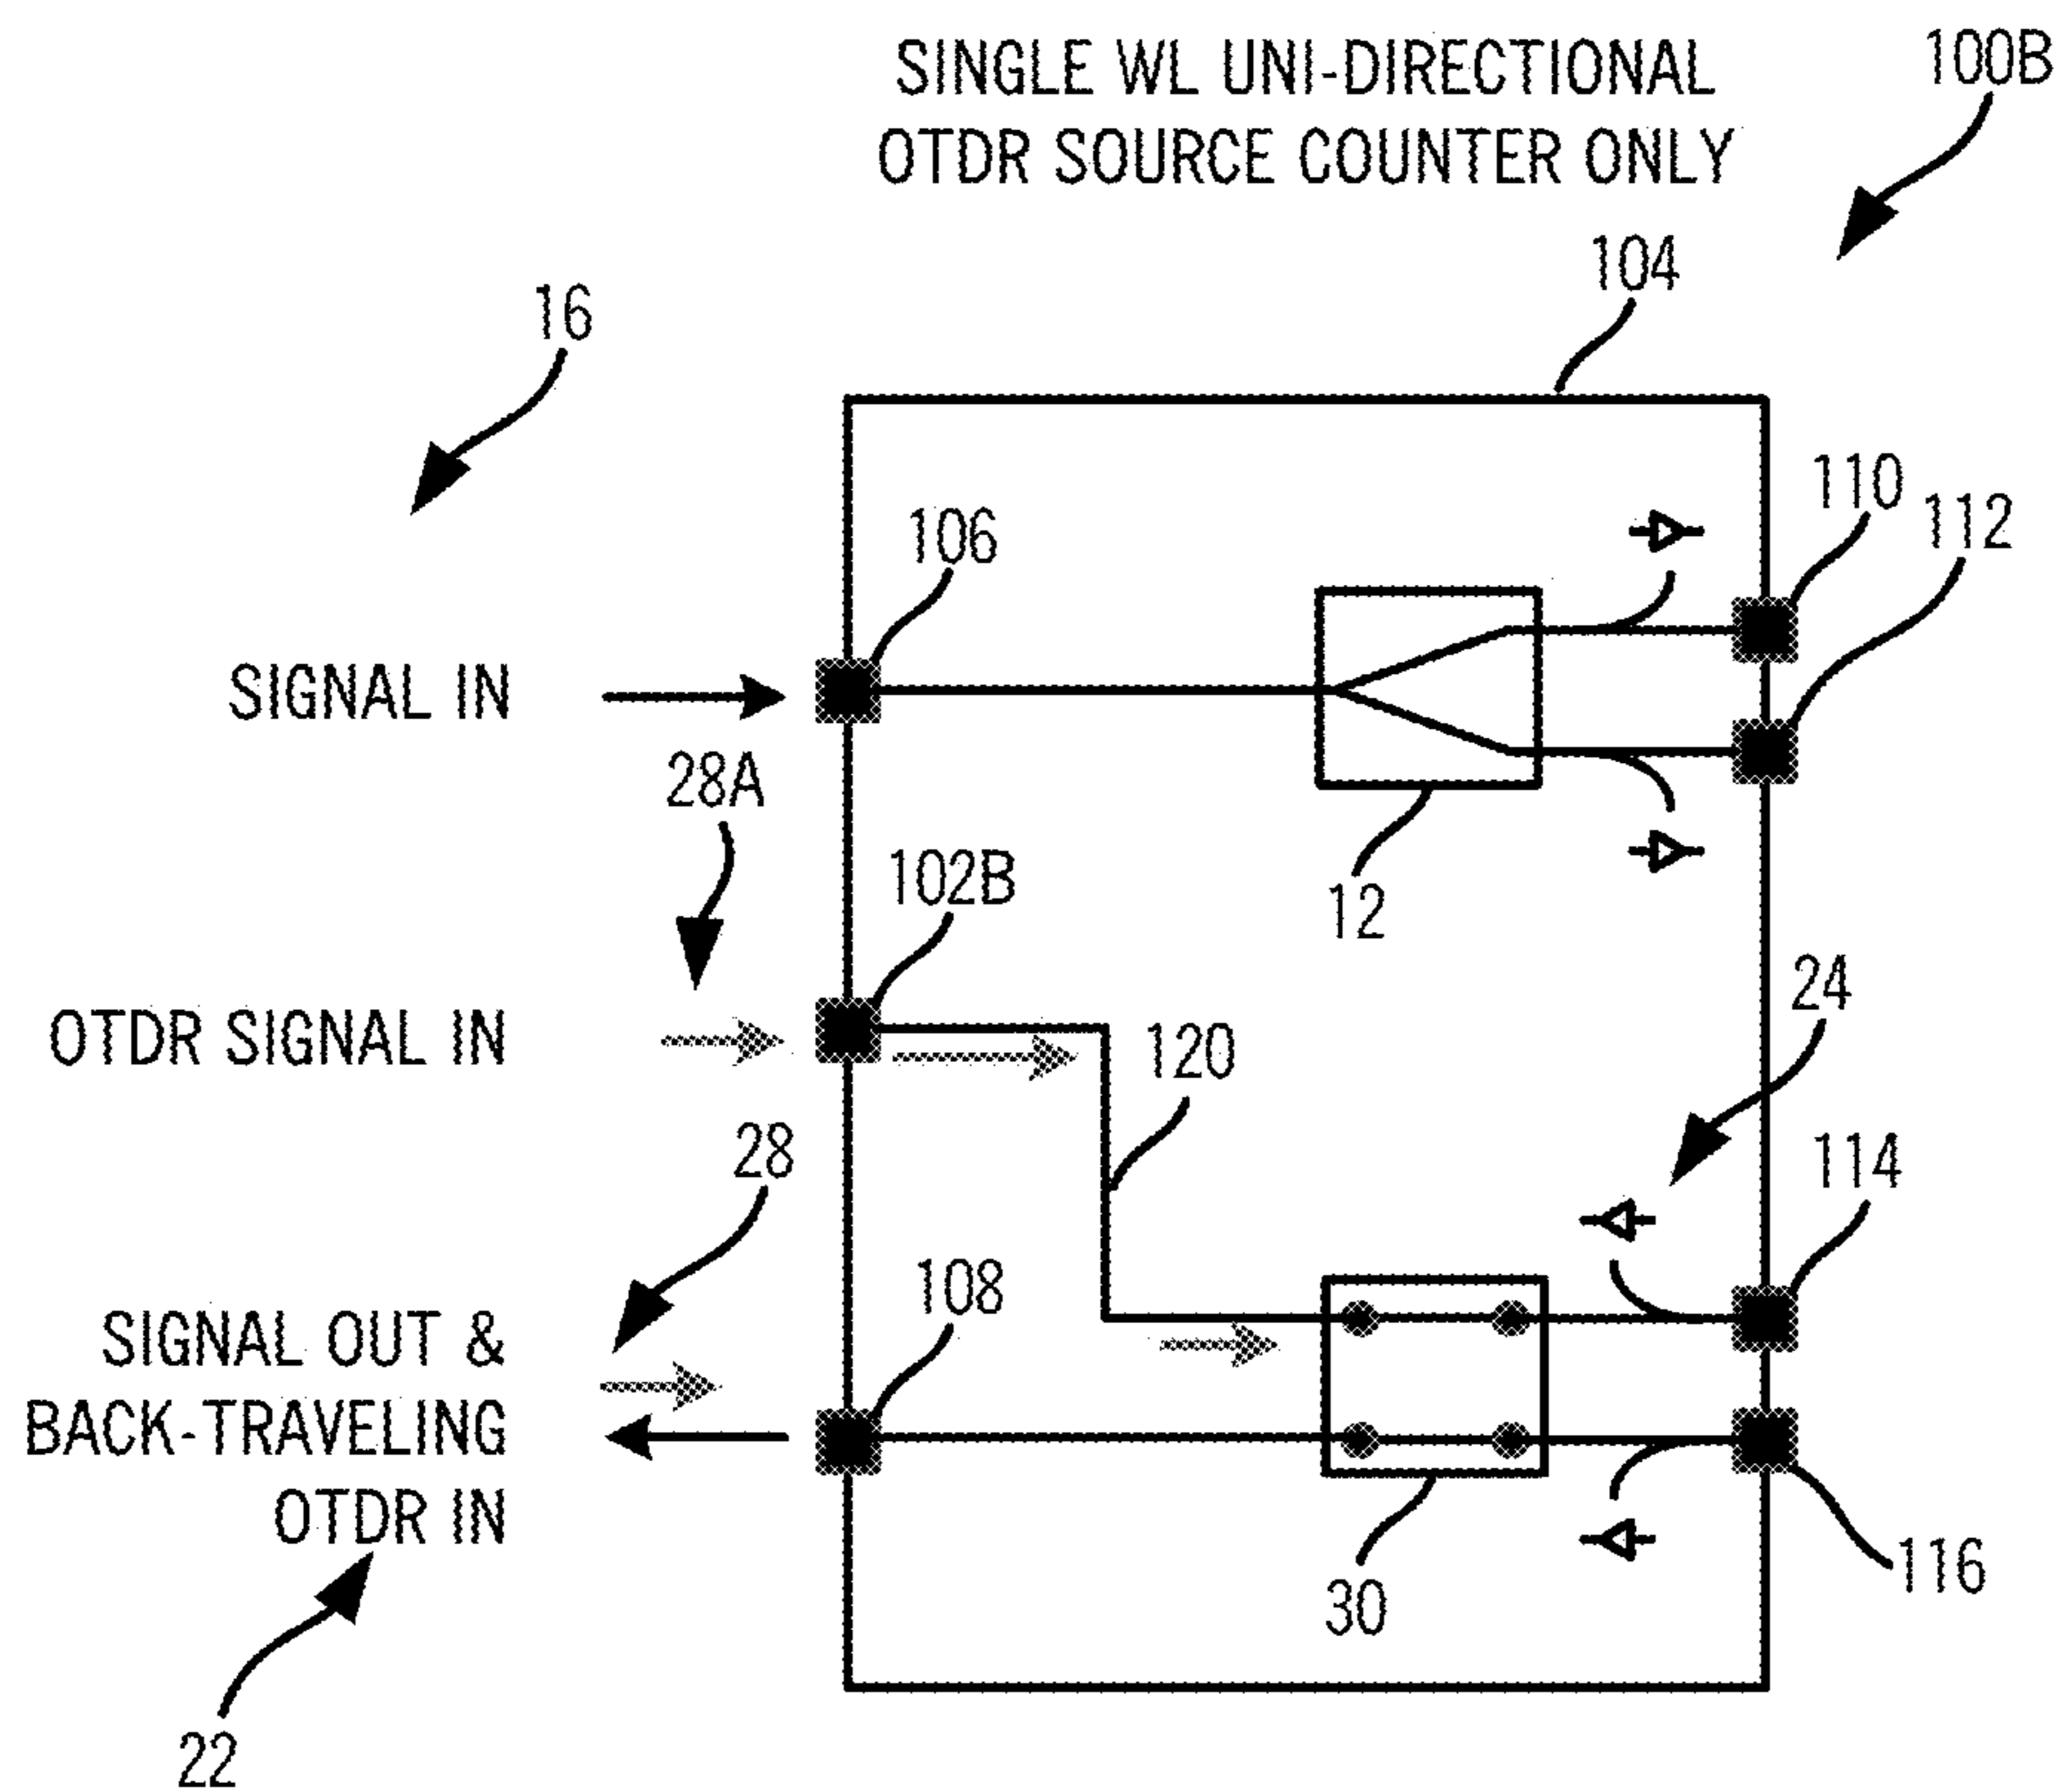 SINGLE WL UNI-DIRECTIONAL
OTDR SOURCE COUNTER ONLY
100B
104
16
110
112
106
SIGNAL IN
28A
102B
12
24
OTDR SIGNAL IN
120
28
114
108
SIGNAL OUT &
BACK-TRAVELING
OTDR IN
30
116
22